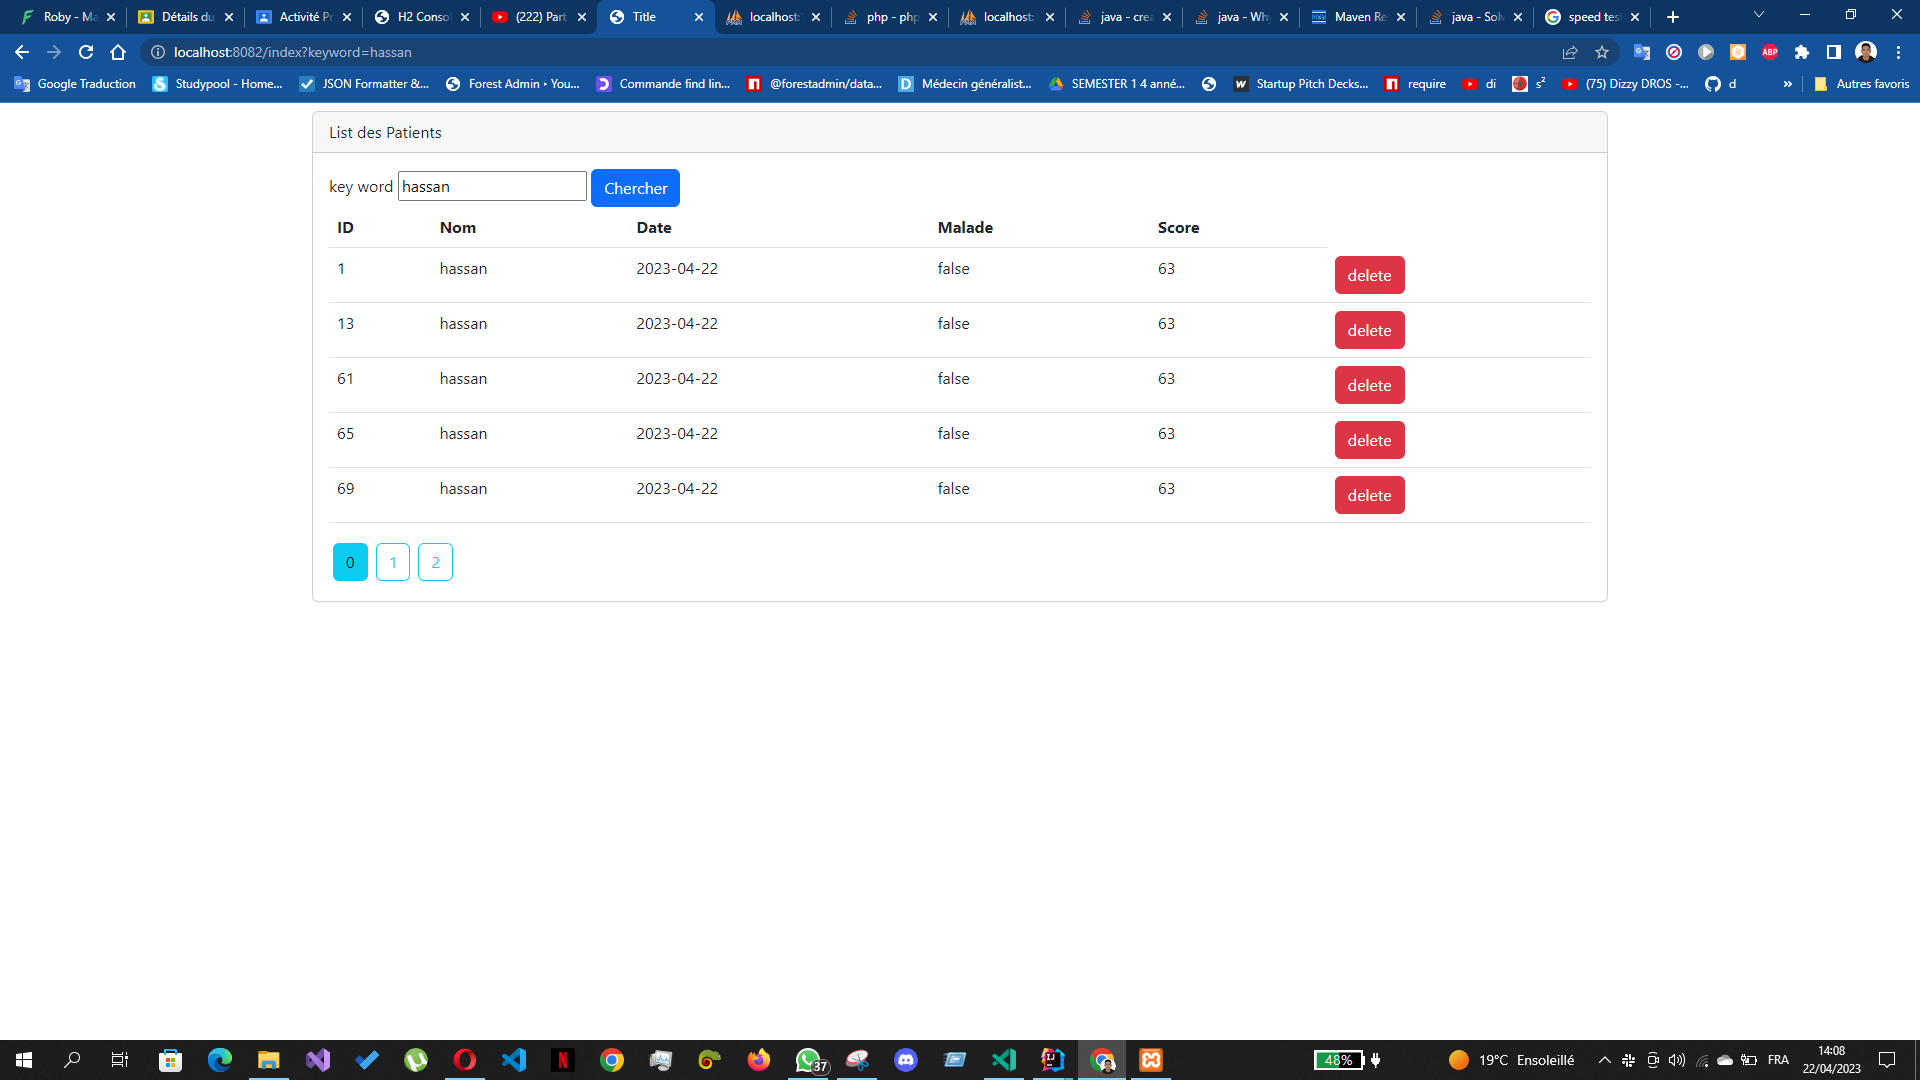 Roby - Ma
Détails du
Activité Pr
H2 Conso
(222) Part
Title
localhost:
php - php
localhost:
java - crea
java - Wh
Maven Re
java - Solv
speed tes
localhost:8082/index?keyword=hassan
Google Traduction
Studypool - Home...
JSON Formatter &...
Forest Admin • You...
Commande find lin...
@forestadmin/data...
Médecin généralist...
SEMESTER 1 4 anné...
Startup Pitch Decks...
require
di
s²
(75) Dizzy DROS -...
d
»
Autres favoris
List des Patients
key word hassan Chercher
ID Nom Date Malade Score
1 hassan 2023-04-22 false 63 delete
13 hassan 2023-04-22 false 63 delete
61 hassan 2023-04-22 false 63 delete
65 hassan 2023-04-22 false 63 delete
69 hassan 2023-04-22 false 63 delete
0 1 2
37
48%
19°C Ensoleillé
FRA
14:08
22/04/2023